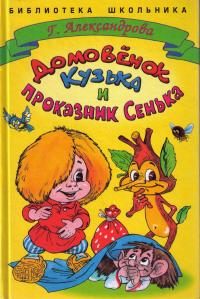 БИБЛИОТЕКА ШКОЛЬНИКА
Г. Александрова
ДОМОВЁНОК
КУЗЬКА
И
ПРОКАЗНИК СЕНЬКА